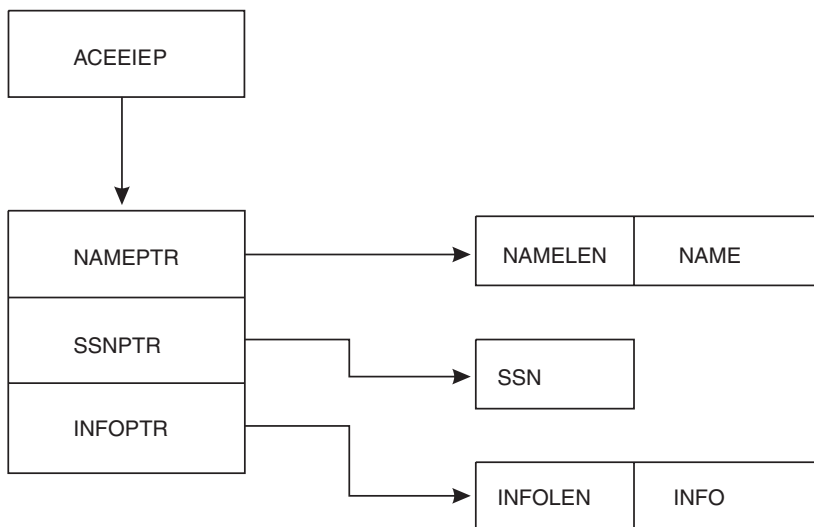 ACEEIEP
NAMEPTR
NAMELEN NAME
SSNPTR
SSN
INFOPTR
INFOLEN INFO